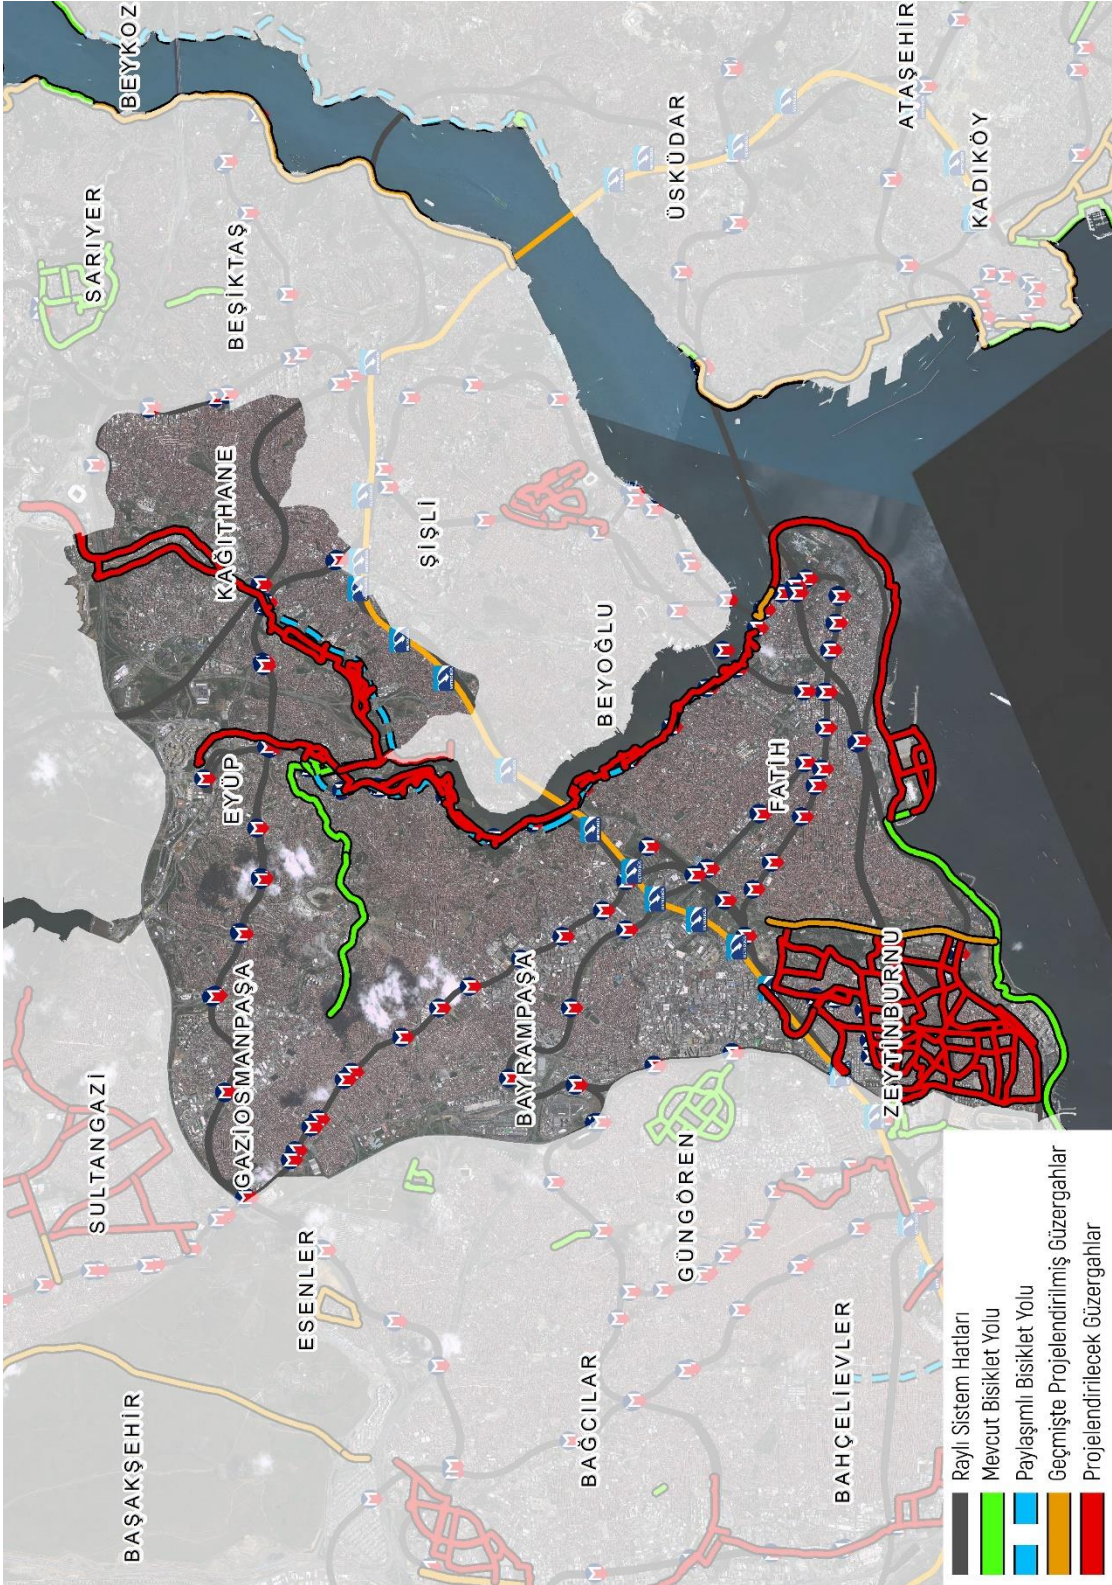 BEYKOZ
SARIYER
BEŞİKTAŞ
ÜSKÜDAR
ATAŞEHİR
KADIKÖY
KAĞITHANE
ŞİŞLİ
BEYOĞLU
EYÜP
FATİH
GAZİOSMANPAŞA
BAYRAMPAŞA
ZEYTİNBURNU
SULTANGAZİ
ESENLER
GÜNGÖREN
BAŞAKŞEHİR
BAĞCILAR
BAHÇELİEVLER
Raylı Sistem Hatları
Mevcut Bisiklet Yolu
Paylaşımlı Bisiklet Yolu
Geçmişte Projelendirilmiş Güzergahlar
Projelendirilecek Güzergahlar